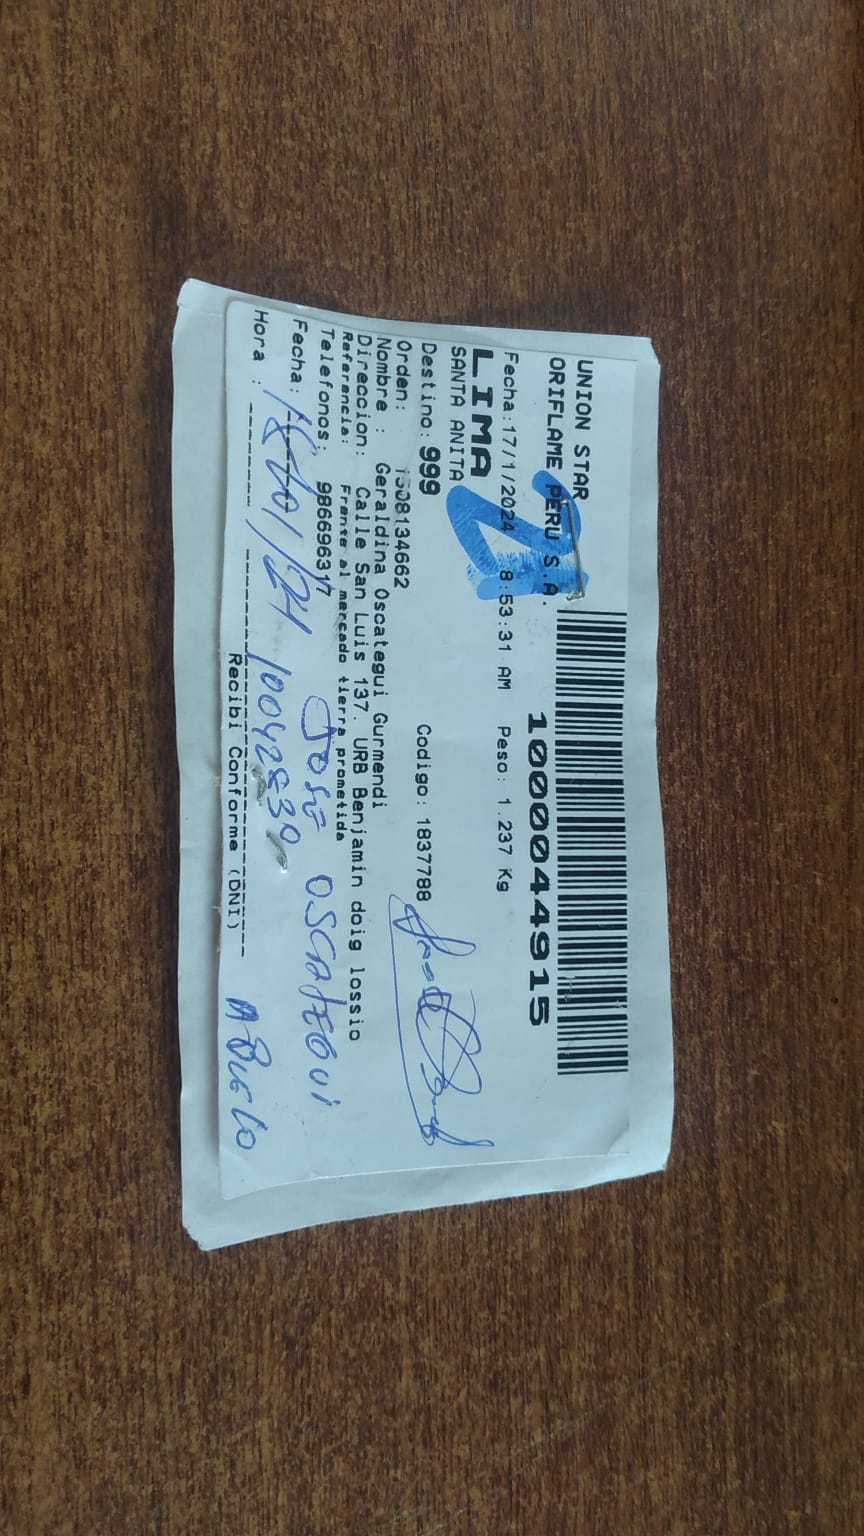 UNION STAR
ORIFLAME PERU S.A.
1000044915
Fecha:17/1/2024 8:53:31 AM Peso: 1.237 Kg
LIMA
SANTA ANITA
Destino: 999 Codigo: 1837788
Orden: 1508134662
Nombre : Geraldina Oscategui Gurmendi
Direccion: Calle San Luis 137. URB Benjamin doig lossio
Referencia: Frente al mercado tierra prometida
Telefonos: 986696317
JOSE OSCATEGUI
Fecha: 18/01/24 10042830
Hora :
Recibi Conforme (DNI)
ABUELO